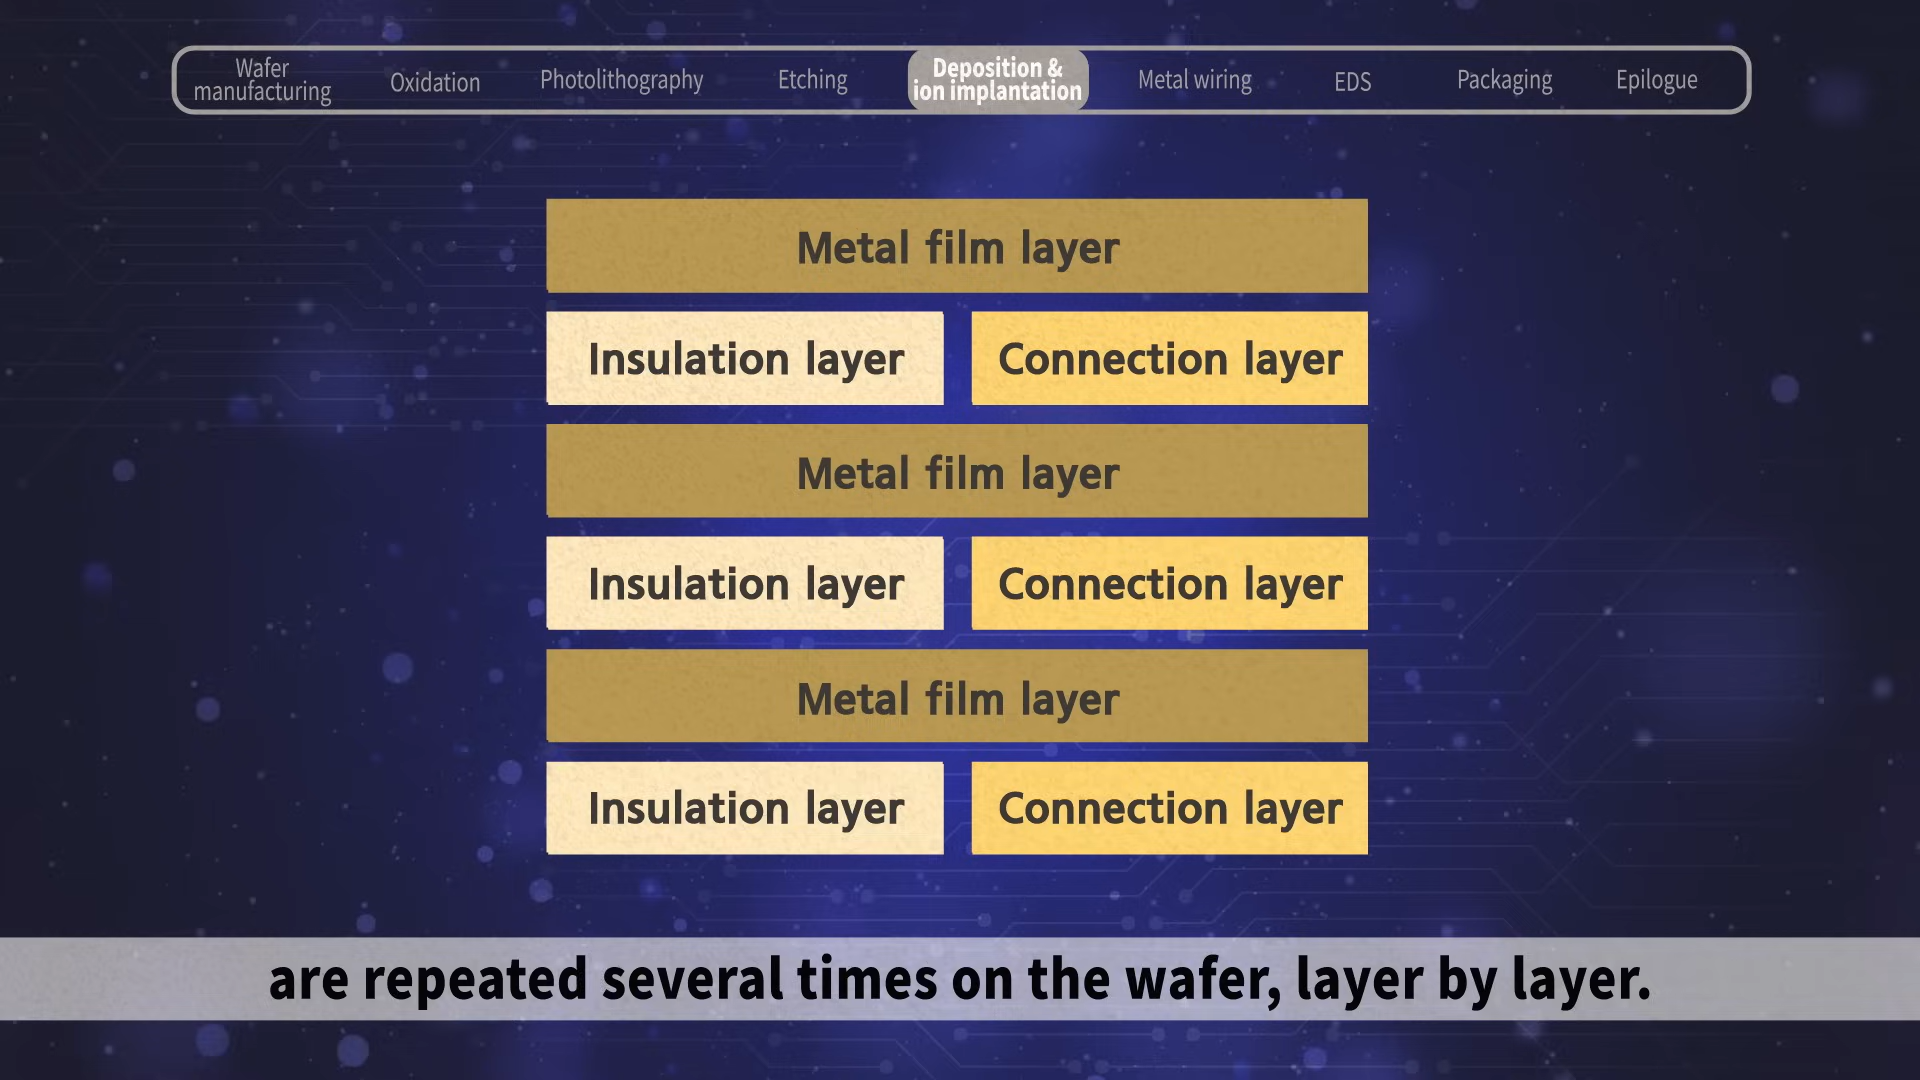 Wafer
manufacturing
Oxidation
Photolithography
Etching
Deposition &
ion implantation
Metal wiring
EDS
Packaging
Epilogue
Metal film layer
Insulation layer
Connection layer
Metal film layer
Insulation layer
Connection layer
Metal film layer
Insulation layer
Connection layer
are repeated several times on the wafer, layer by layer.